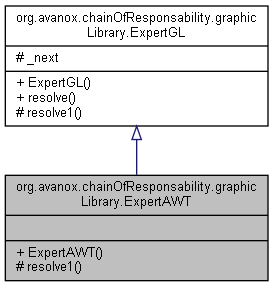 org.avanox.chainOfResponsability.graphic
Library.ExpertGL
# _next
+ ExpertGL()
+ resolve()
# resolve1()
org.avanox.chainOfResponsability.graphic
Library.ExpertAWT
+ ExpertAWT()
# resolve1()